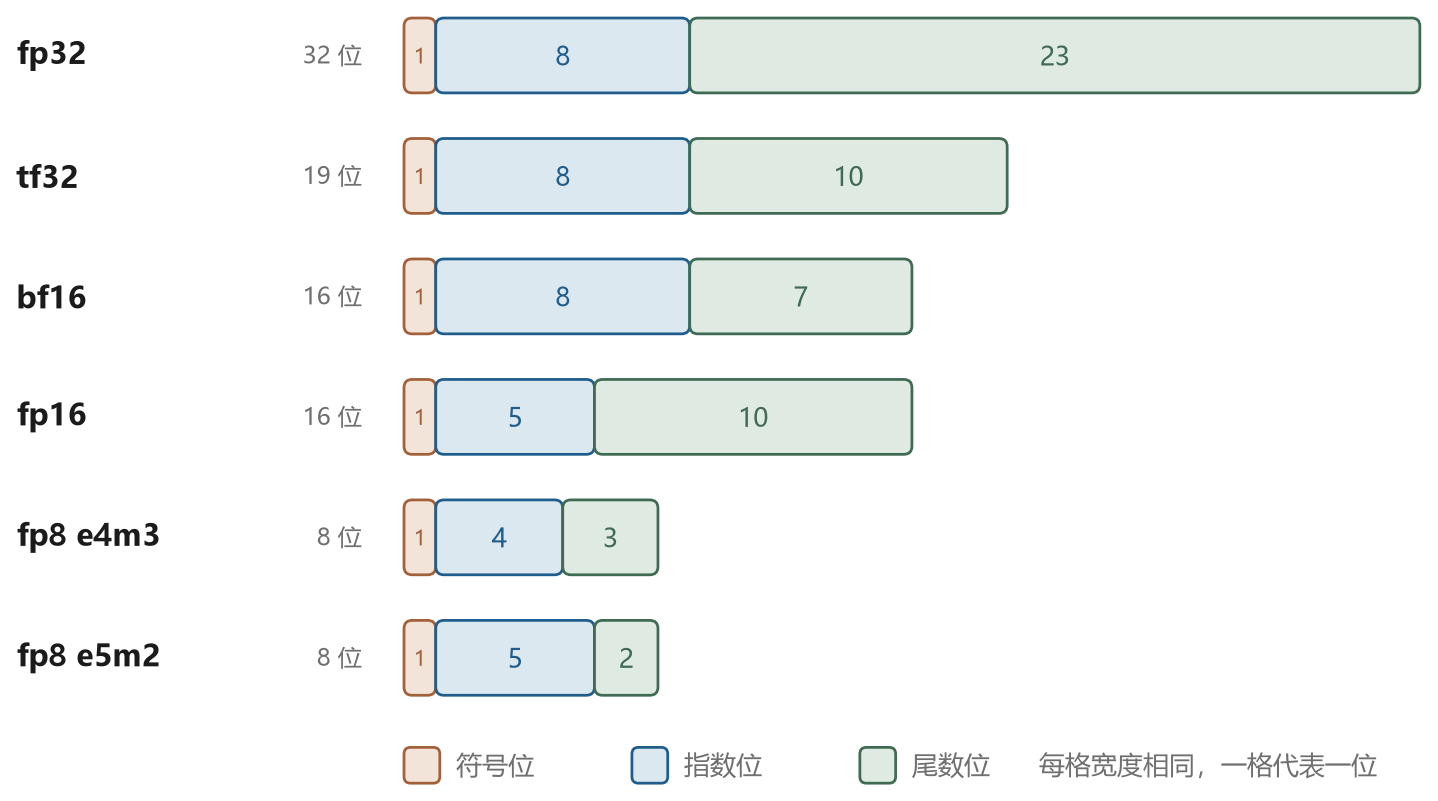 fp32 32 位 1 8 23
tf32 19 位 1 8 10
bf16 16 位 1 8 7
fp16 16 位 1 5 10
fp8 e4m3 8 位 1 4 3
fp8 e5m2 8 位 1 5 2
符号位 指数位 尾数位 每格宽度相同，一格代表一位